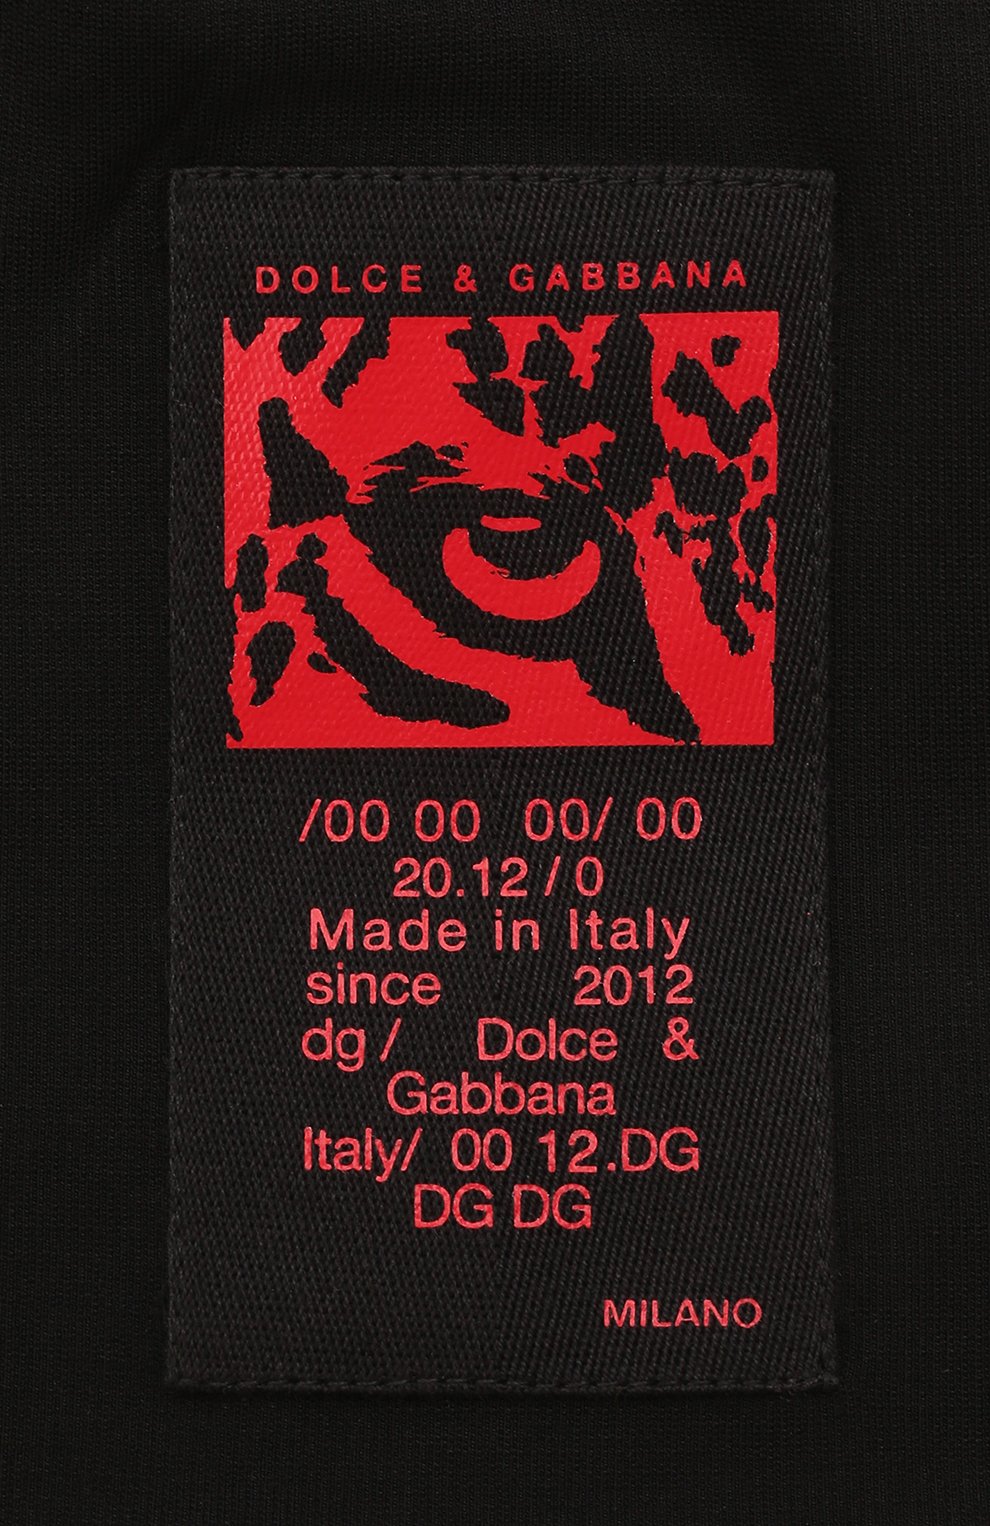 DOLCE & GABBANA
/00 00 00/ 00
20.12 / 0
Made in Italy
since 2012
dg / Dolce &
Gabbana
Italy/ 00 12.DG
DG DG
MILANO